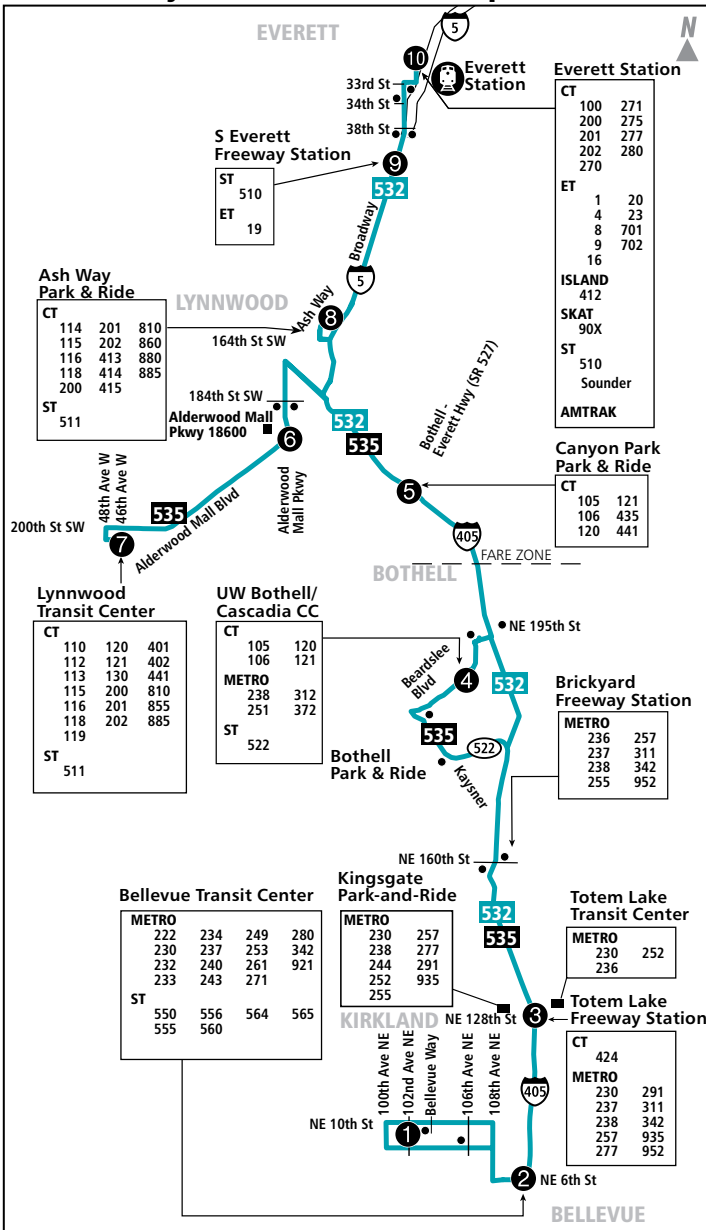 EVERETT
5
N
10
Everett
Station
33rd St
34th St
38th St
Everett Station
CT
100 271
200 275
201 277
202 280
270
ET
1 20
4 23
8 701
9 702
16
ISLAND
412
SKAT
90X
ST
510
Sounder
AMTRAK
S Everett
Freeway Station
ST
510
ET
19
9
532
Broadway
5
Ash Way
Park & Ride
CT
114 201 810
115 202 860
116 413 880
118 414 885
200 415
ST
511
LYNNWOOD
Ash Way
8
164th St SW
184th St SW
Alderwood Mall
Pkwy 18600
6
532
535
Bothell -
Everett Hwy (SR 527)
Alderwood
Mall Pkwy
5
Canyon Park
Park & Ride
CT
105 121
106 435
120 441
48th Ave W
46th Ave W
535
200th St SW
7
Alderwood Mall Blvd
405
FARE ZONE
BOTHELL
Lynnwood
Transit Center
CT
110 120 401
112 121 402
113 130 441
115 200 810
116 201 855
118 202 885
119
ST
511
UW Bothell/
Cascadia CC
CT
105 120
106 121
METRO
238 312
251 372
ST
522
NE 195th St
Beardslee
Blvd
4
532
535
522
Bothell
Park & Ride
Kaysner
Brickyard
Freeway Station
METRO
236 257
237 311
238 342
255 952
NE 160th St
532
535
Bellevue Transit Center
METRO
222 234 249 280
230 237 253 342
232 240 261 921
233 243 271
ST
550 556 564 565
555 560
Kingsgate
Park-and-Ride
METRO
230 257
238 277
244 291
252 935
255
Totem Lake
Transit Center
METRO
230 252
236
KIRKLAND
NE 128th St
3
Totem Lake
Freeway Station
CT
424
METRO
230 291
237 311
238 342
257 935
277 952
405
100th Ave NE
102nd Ave NE
Bellevue Way
106th Ave NE
108th Ave NE
NE 10th St
1
2
NE 6th St
BELLEVUE